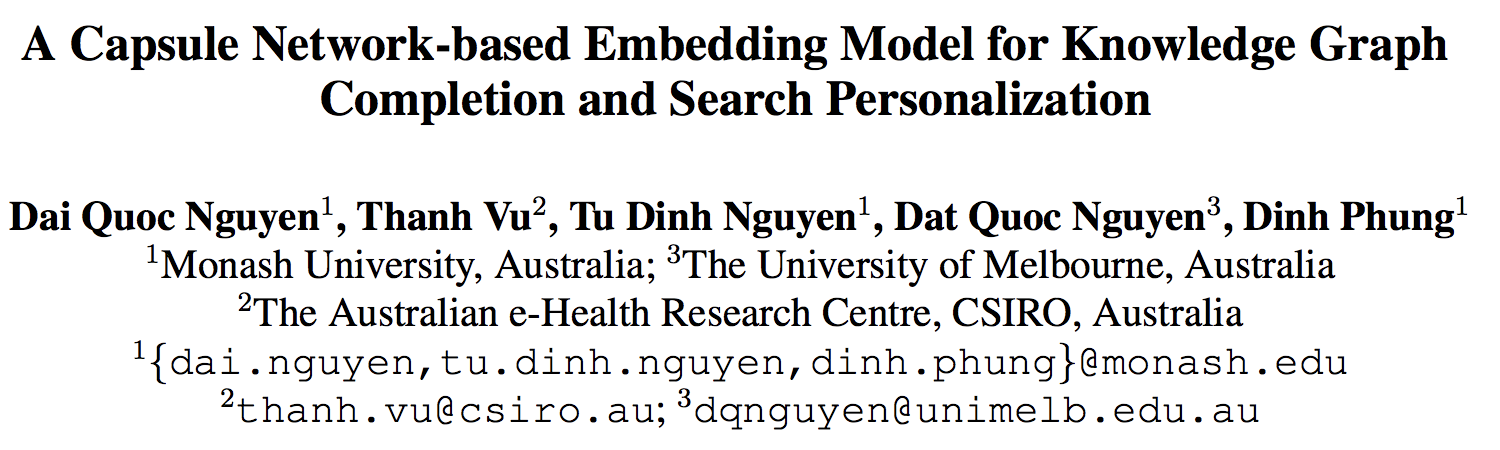 A Capsule Network-based Embedding Model for Knowledge Graph
Completion and Search Personalization
Dai Quoc Nguyen1, Thanh Vu2, Tu Dinh Nguyen1, Dat Quoc Nguyen3, Dinh Phung1
1Monash University, Australia; 3The University of Melbourne, Australia
2The Australian e-Health Research Centre, CSIRO, Australia
1{dai.nguyen,tu.dinh.nguyen,dinh.phung}@monash.edu
2thanh.vu@csiro.au; 3dqnguyen@unimelb.edu.au